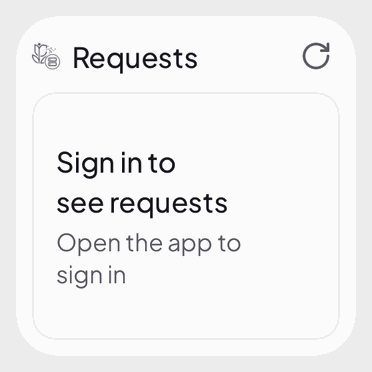 Requests
Sign in to
see requests
Open the app to
sign in